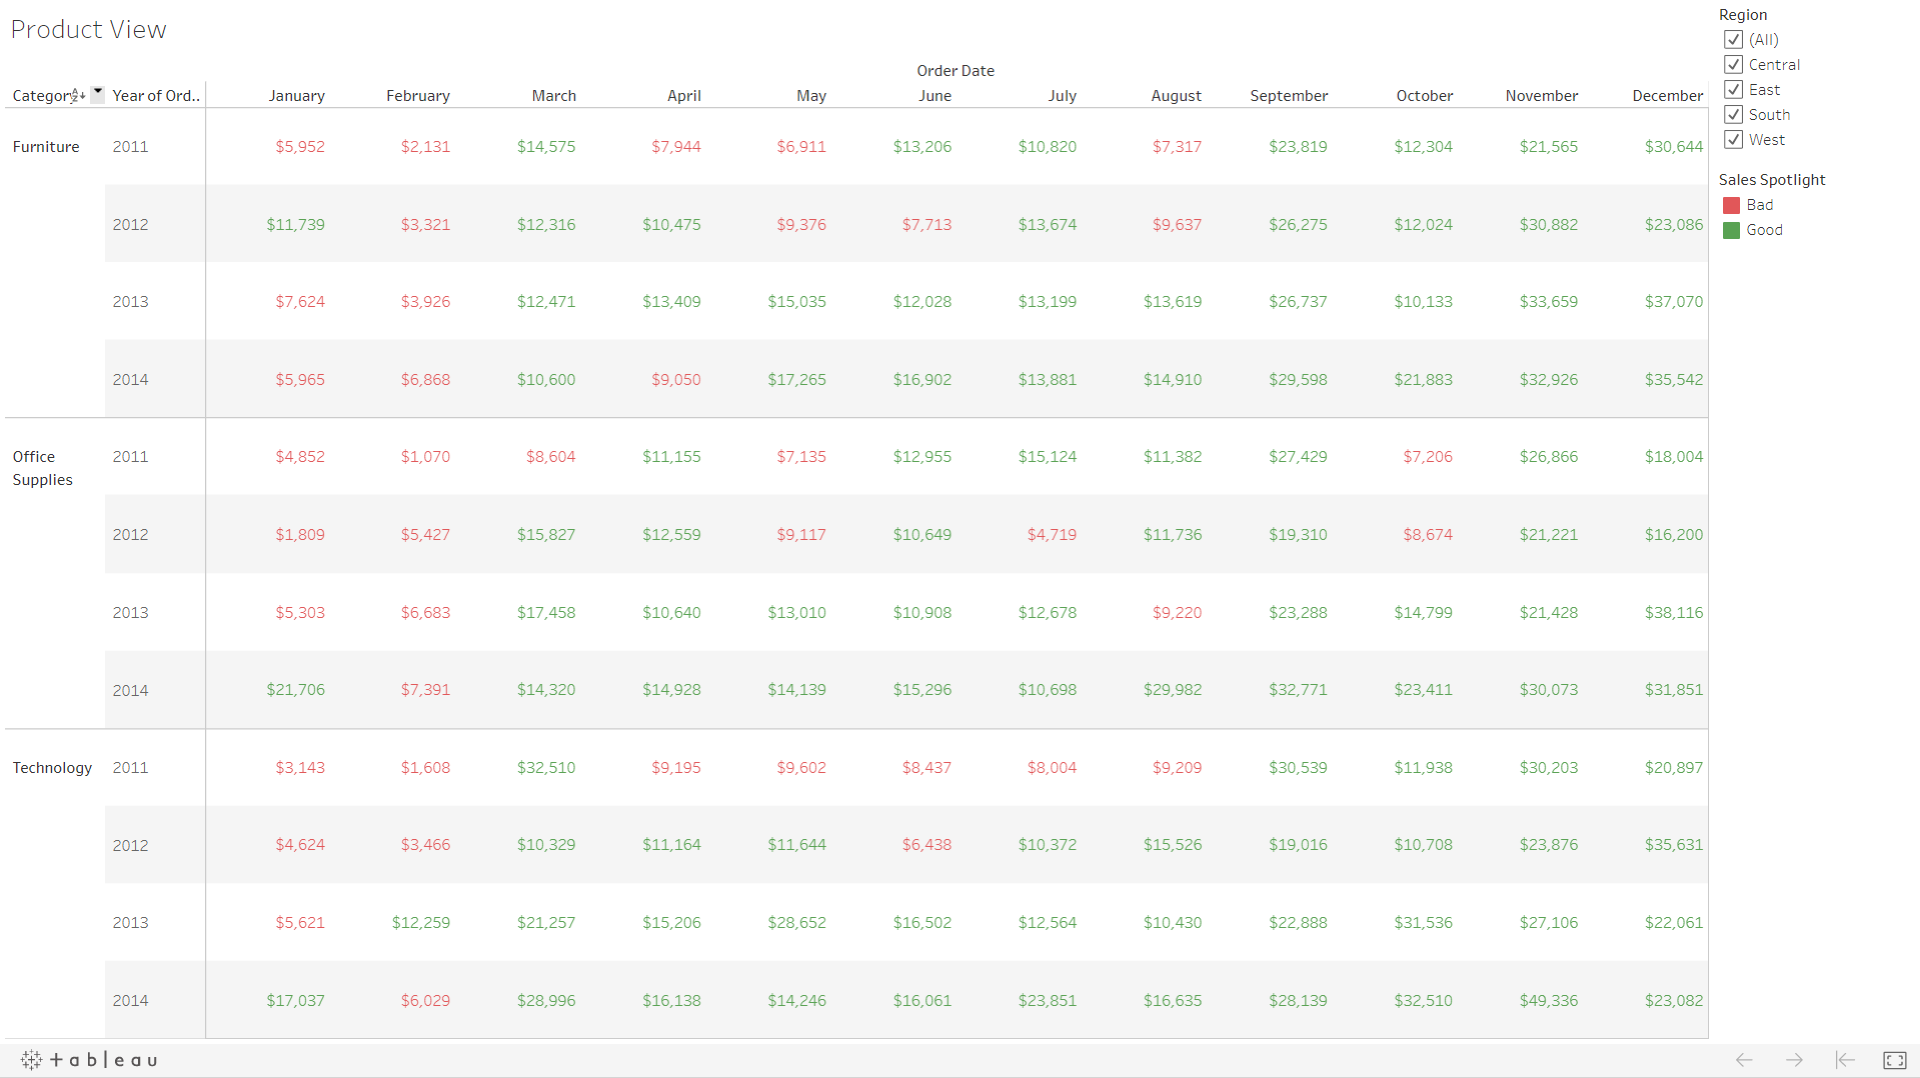 Product View
Region
(All)
Central
East
South
West
Sales Spotlight
Bad
Good
Order Date
Category Year of Ord.. January February March April May June July August September October November December
Furniture 2011 $5,952 $2,131 $14,575 $7,944 $6,911 $13,206 $10,820 $7,317 $23,819 $12,304 $21,565 $30,644
2012 $11,739 $3,321 $12,316 $10,475 $9,376 $7,713 $13,674 $9,637 $26,275 $12,024 $30,882 $23,086
2013 $7,624 $3,926 $12,471 $13,409 $15,035 $12,028 $13,199 $13,619 $26,737 $10,133 $33,659 $37,070
2014 $5,965 $6,868 $10,600 $9,050 $17,265 $16,902 $13,881 $14,910 $29,598 $21,883 $32,926 $35,542
Office Supplies 2011 $4,852 $1,070 $8,604 $11,155 $7,135 $12,955 $15,124 $11,382 $27,429 $7,206 $26,866 $18,004
2012 $1,809 $5,427 $15,827 $12,559 $9,117 $10,649 $4,719 $11,736 $19,310 $8,674 $21,221 $16,200
2013 $5,303 $6,683 $17,458 $10,640 $13,010 $10,908 $12,678 $9,220 $23,288 $14,799 $21,428 $38,116
2014 $21,706 $7,391 $14,320 $14,928 $14,139 $15,296 $10,698 $29,982 $32,771 $23,411 $30,073 $31,851
Technology 2011 $3,143 $1,608 $32,510 $9,195 $9,602 $8,437 $8,004 $9,209 $30,539 $11,938 $30,203 $20,897
2012 $4,624 $3,466 $10,329 $11,164 $11,644 $6,438 $10,372 $15,526 $19,016 $10,708 $23,876 $35,631
2013 $5,621 $12,259 $21,257 $15,206 $28,652 $16,502 $12,564 $10,430 $22,888 $31,536 $27,106 $22,061
2014 $17,037 $6,029 $28,996 $16,138 $14,246 $16,061 $23,851 $16,635 $28,139 $32,510 $49,336 $23,082
+ableau